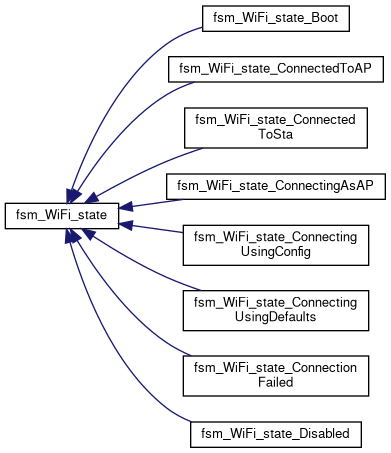 fsm_WiFi_state_Boot
fsm_WiFi_state_ConnectedToAP
fsm_WiFi_state_Connected
ToSta
fsm_WiFi_state_ConnectingAsAP
fsm_WiFi_state
fsm_WiFi_state_Connecting
UsingConfig
fsm_WiFi_state_Connecting
UsingDefaults
fsm_WiFi_state_Connection
Failed
fsm_WiFi_state_Disabled